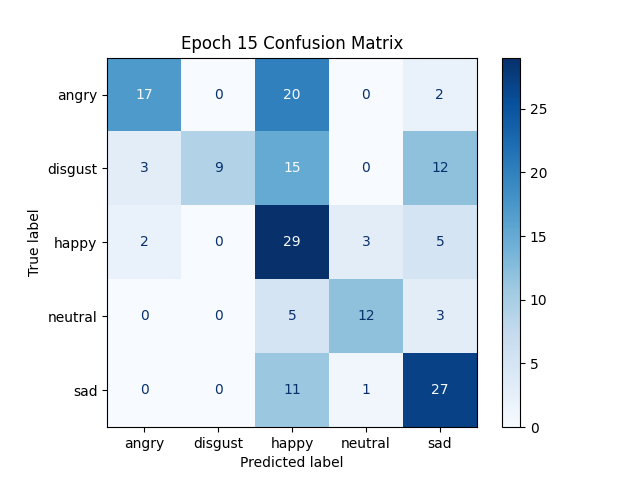 Epoch 15 Confusion Matrix
True label
angry 17 0 20 0 2
disgust 3 9 15 0 12
happy 2 0 29 3 5
neutral 0 0 5 12 3
sad 0 0 11 1 27
angry disgust happy neutral sad
Predicted label
25
20
15
10
5
0